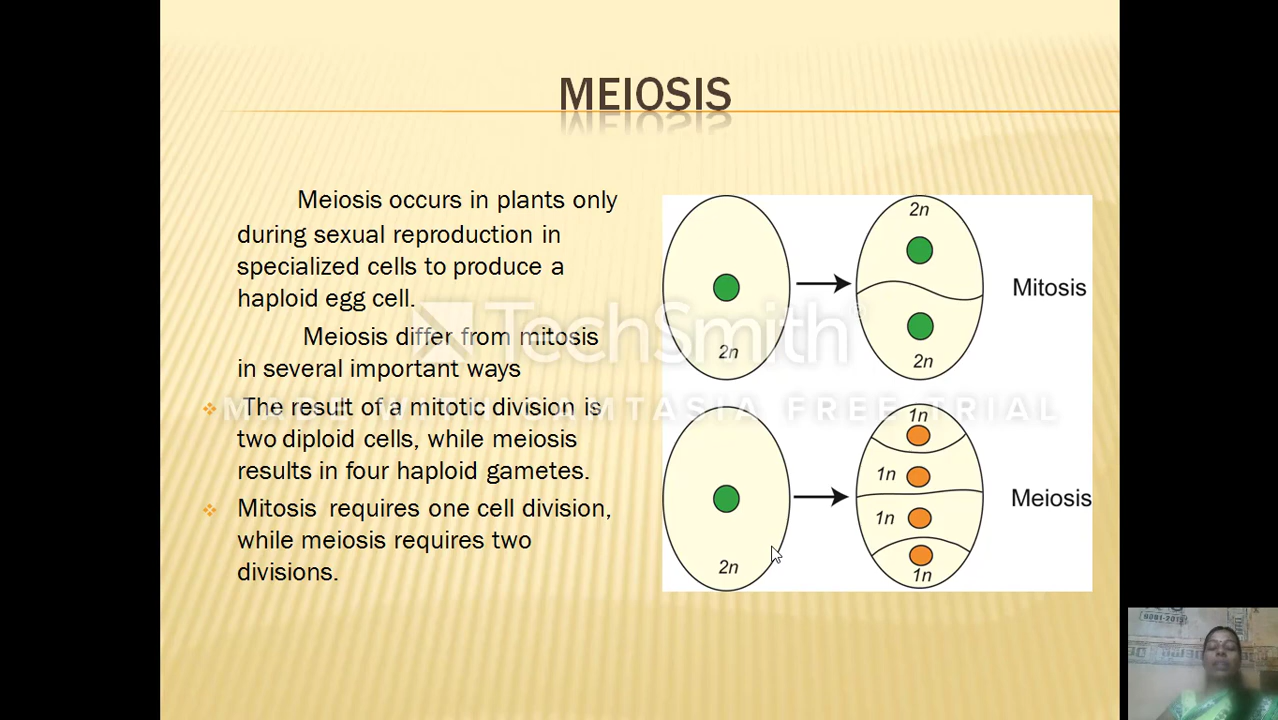 MEIOSIS
Meiosis occurs in plants only
during sexual reproduction in
specialized cells to produce a
haploid egg cell.
Meiosis differ from mitosis
in several important ways
The result of a mitotic division is
two diploid cells, while meiosis
results in four haploid gametes.
Mitosis requires one cell division,
while meiosis requires two
divisions.
2n
2n
2n
Mitosis
2n
1n
1n
1n
1n
Meiosis
TechSmith®
MADE WITH CAMTASIA FREE TRIAL